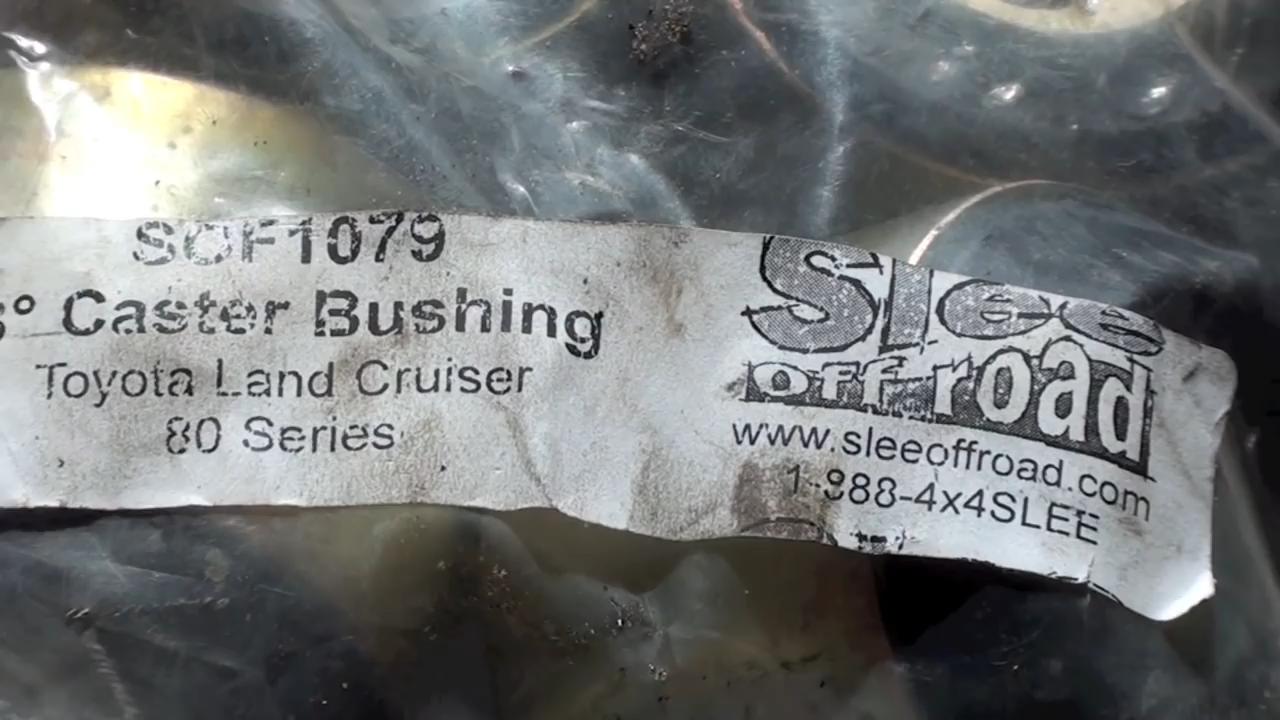 SOF1079
° Caster Bushing
Toyota Land Cruiser
80 Series
Slee
off road
www.sleeoffroad.com
1-888-4x4SLEE